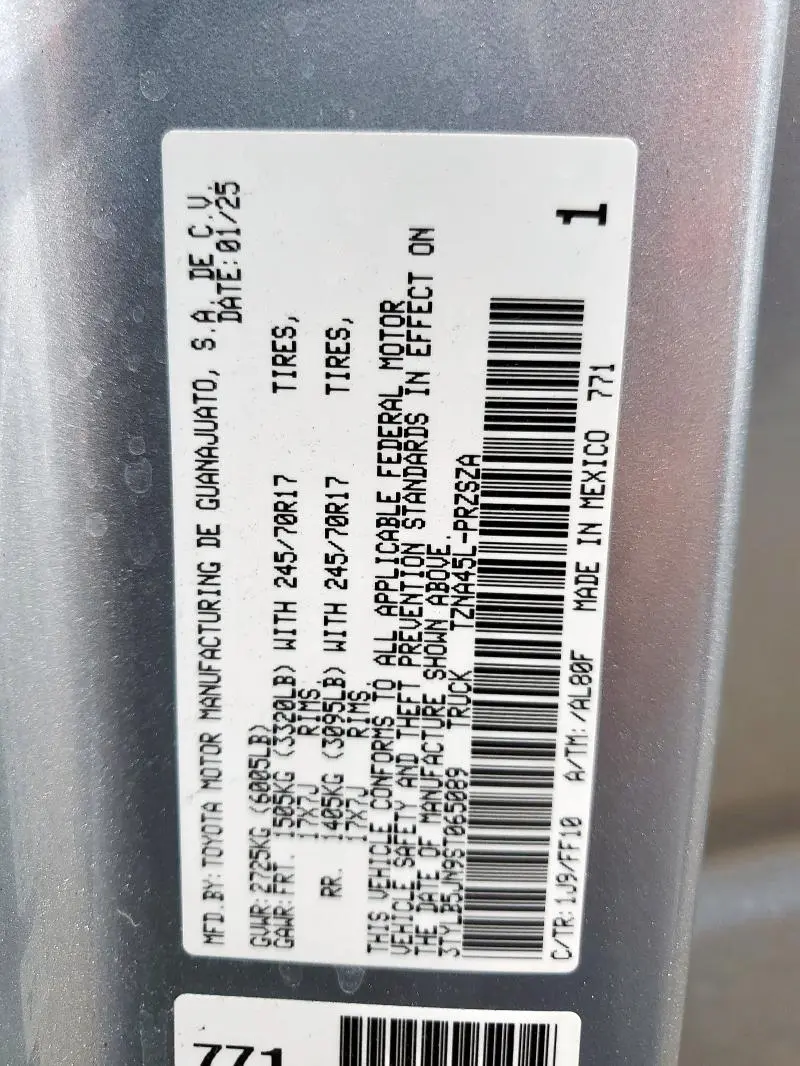 MFD.BY: TOYOTA MOTOR MANUFACTURING DE GUANAJUATO, S.A. DE C.V.
DATE: 01/25
GVWR: 2725KG (6005LB)
GAWR: FRT. 1505KG (3320LB) WITH 245/70R17 TIRES,
17X7J RIMS,
RR. 1405KG (3095LB) WITH 245/70R17 TIRES,
17X7J RIMS,
THIS VEHICLE CONFORMS TO ALL APPLICABLE FEDERAL MOTOR
VEHICLE SAFETY AND THEFT PREVENTION STANDARDS IN EFFECT ON
THE DATE OF MANUFACTURE SHOWN ABOVE.
3TYLB5JN9ST065089 TRUCK TZNA45L-PRZSZA
1
C/TR: 1J9/FF10 A/TM: /AL80F MADE IN MEXICO 771
771